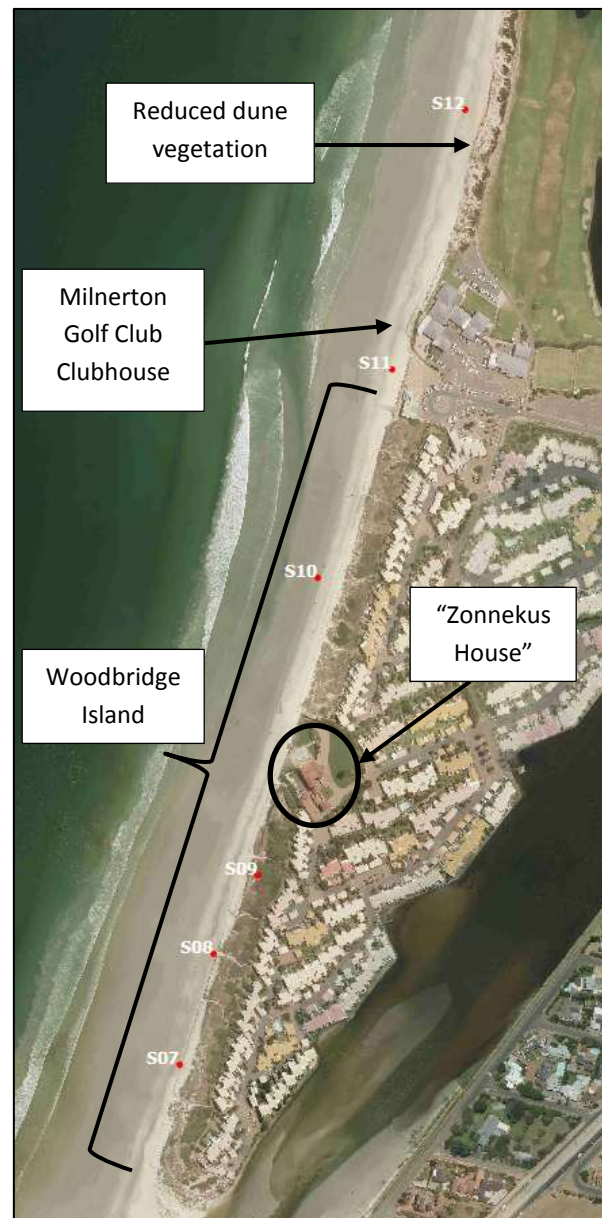 S12
Reduced dune
vegetation
Milnerton
Golf Club
Clubhouse
S11
S10
“Zonnekus
House”
Woodbridge
Island
S09
S08
S07